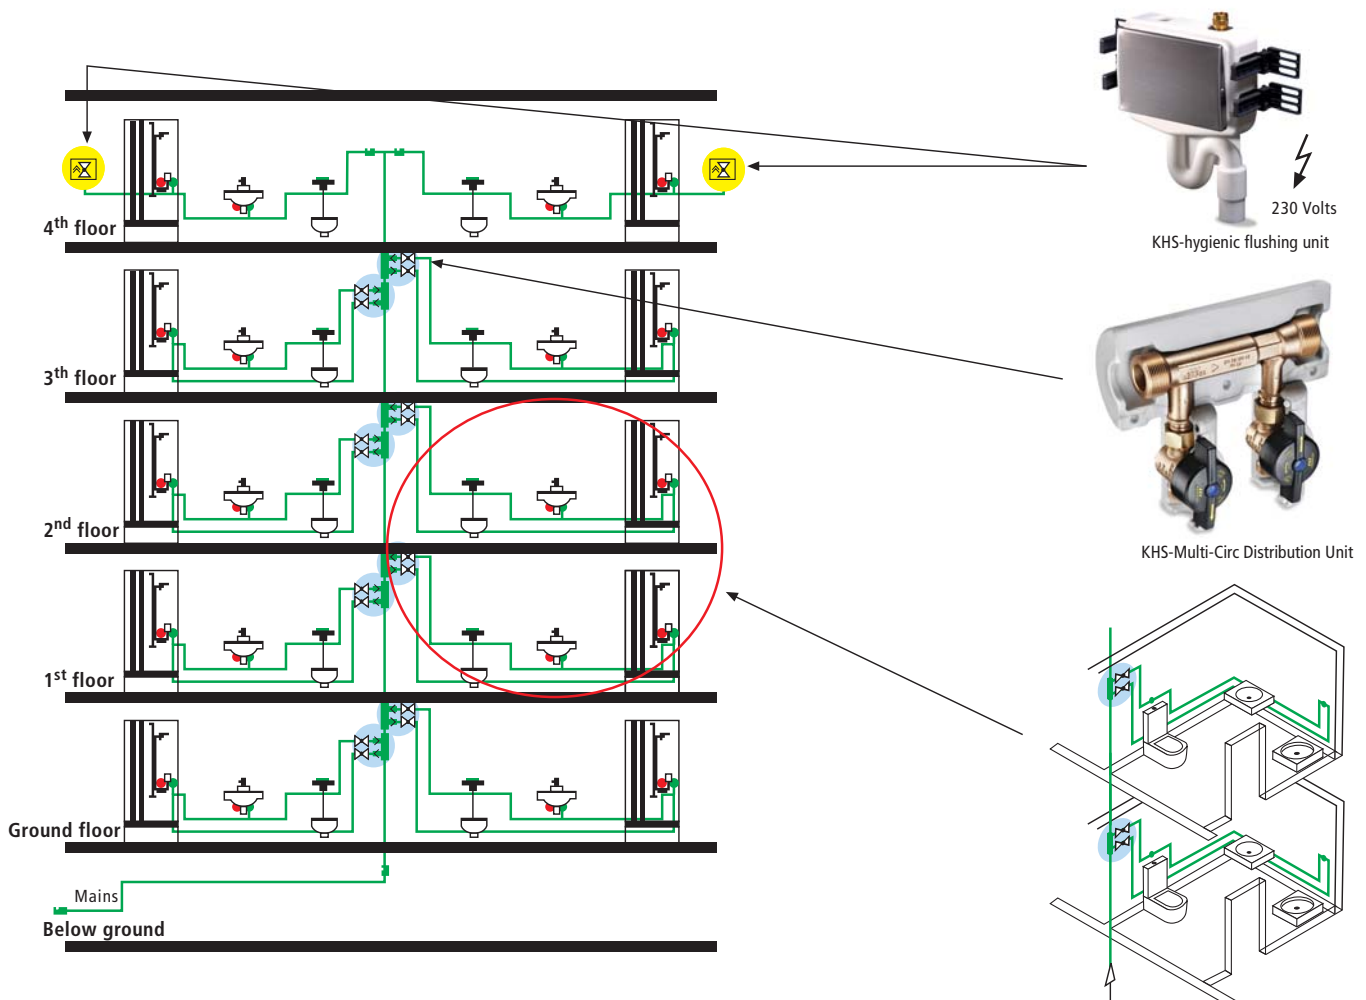 230 Volts
KHS-hygienic flushing unit
4th floor
3th floor
KHS-Multi-Circ Distribution Unit
2nd floor
1st floor
Ground floor
Mains
Below ground